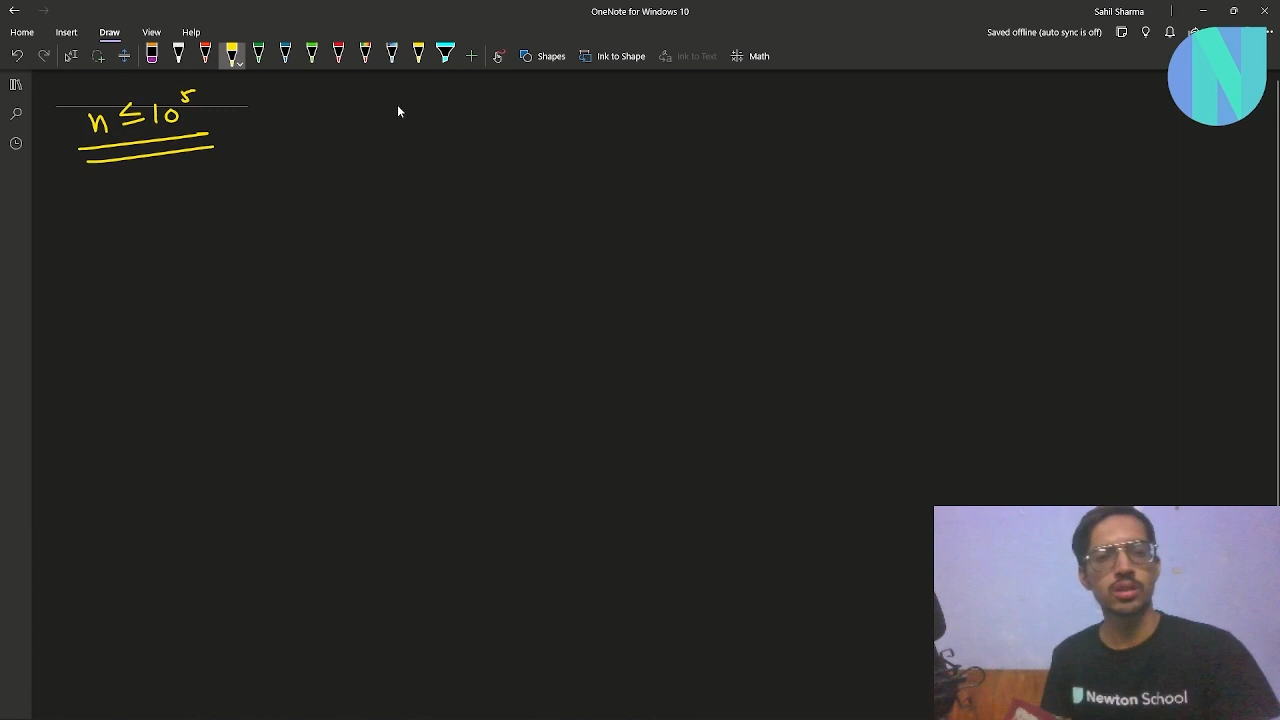 OneNote for Windows 10
Sahil Sharma
Home Insert Draw View Help
Saved offline (auto sync is off)
Shapes Ink to Shape Ink to Text Math
n ≤ 10⁵
Newton School